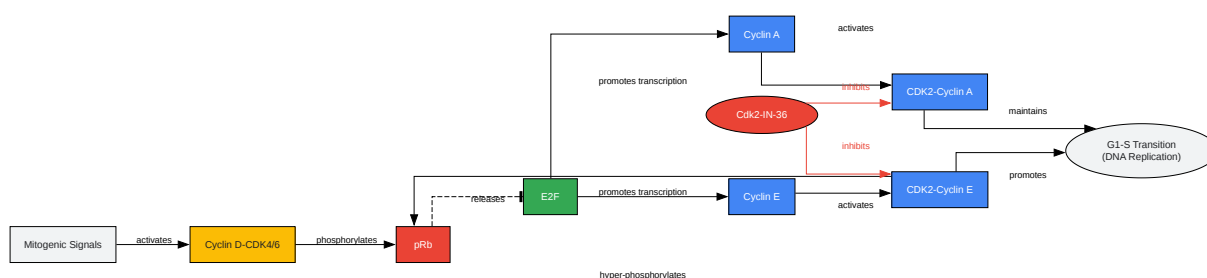 Cyclin A
activates
promotes transcription
inhibits
CDK2-Cyclin A
Cdk2-IN-36
maintains
G1-S Transition
(DNA Replication)
inhibits
promotes
E2F
releases
promotes transcription
Cyclin E
activates
CDK2-Cyclin E
Mitogenic Signals
activates
Cyclin D-CDK4/6
phosphorylates
pRb
hyper-phosphorylates